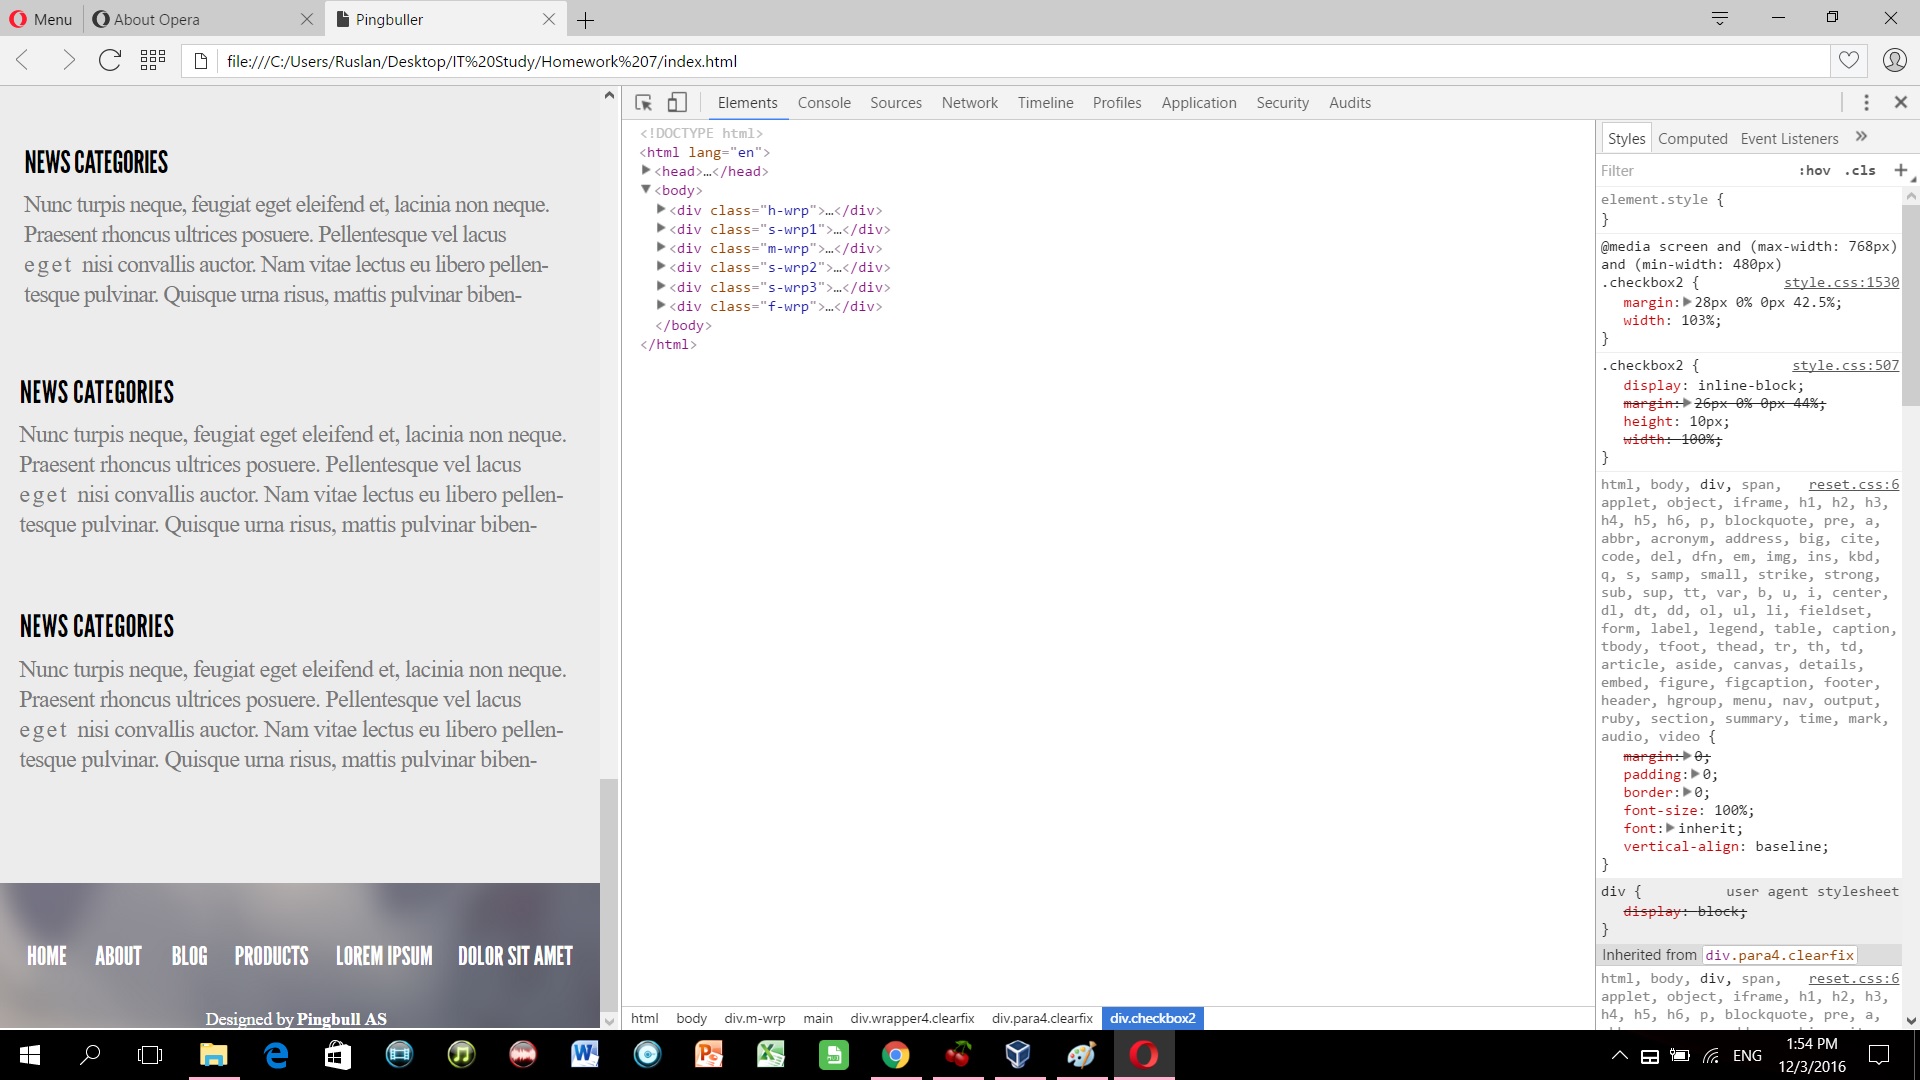 Menu
About Opera
Pingbuller
file:///C:/Users/Ruslan/Desktop/IT%20Study/Homework%207/index.html
NEWS CATEGORIES
Nunc turpis neque, feugiat eget eleifend et, lacinia non neque.
Praesent rhoncus ultrices posuere. Pellentesque vel lacus
eget nisi convallis auctor. Nam vitae lectus eu libero pellen-
tesque pulvinar. Quisque urna risus, mattis pulvinar biben-
NEWS CATEGORIES
Nunc turpis neque, feugiat eget eleifend et, lacinia non neque.
Praesent rhoncus ultrices posuere. Pellentesque vel lacus
eget nisi convallis auctor. Nam vitae lectus eu libero pellen-
tesque pulvinar. Quisque urna risus, mattis pulvinar biben-
NEWS CATEGORIES
Nunc turpis neque, feugiat eget eleifend et, lacinia non neque.
Praesent rhoncus ultrices posuere. Pellentesque vel lacus
eget nisi convallis auctor. Nam vitae lectus eu libero pellen-
tesque pulvinar. Quisque urna risus, mattis pulvinar biben-
HOME ABOUT BLOG PRODUCTS LOREM IPSUM DOLOR SIT AMET
Designed by Pingbull AS
Elements Console Sources Network Timeline Profiles Application Security Audits
<!DOCTYPE html>
<html lang="en">
<head>…</head>
<body>
<div class="h-wrp">…</div>
<div class="s-wrp1">…</div>
<div class="m-wrp">…</div>
<div class="s-wrp2">…</div>
<div class="s-wrp3">…</div>
<div class="f-wrp">…</div>
</body>
</html>
html body div.m-wrp main div.wrapper4.clearfix div.para4.clearfix div.checkbox2
Styles Computed Event Listeners »
Filter :hov .cls +
element.style {
}
@media screen and (max-width: 768px)
and (min-width: 480px)
.checkbox2 { style.css:1530
margin: 28px 0% 0px 42.5%;
width: 103%;
}
.checkbox2 { style.css:507
display: inline-block;
margin: 26px 0% 0px 44%;
height: 10px;
width: 100%;
}
html, body, div, span, reset.css:6
applet, object, iframe, h1, h2, h3,
h4, h5, h6, p, blockquote, pre, a,
abbr, acronym, address, big, cite,
code, del, dfn, em, img, ins, kbd,
q, s, samp, small, strike, strong,
sub, sup, tt, var, b, u, i, center,
dl, dt, dd, ol, ul, li, fieldset,
form, label, legend, table, caption,
tbody, tfoot, thead, tr, th, td,
article, aside, canvas, details,
embed, figure, figcaption, footer,
header, hgroup, menu, nav, output,
ruby, section, summary, time, mark,
audio, video {
margin: 0;
padding: 0;
border: 0;
font-size: 100%;
font: inherit;
vertical-align: baseline;
}
div { user agent stylesheet
display: block;
}
Inherited from div.para4.clearfix
html, body, div, span, reset.css:6
applet, object, iframe, h1, h2, h3,
h4, h5, h6, p, blockquote, pre, a,
ENG
1:54 PM
12/3/2016